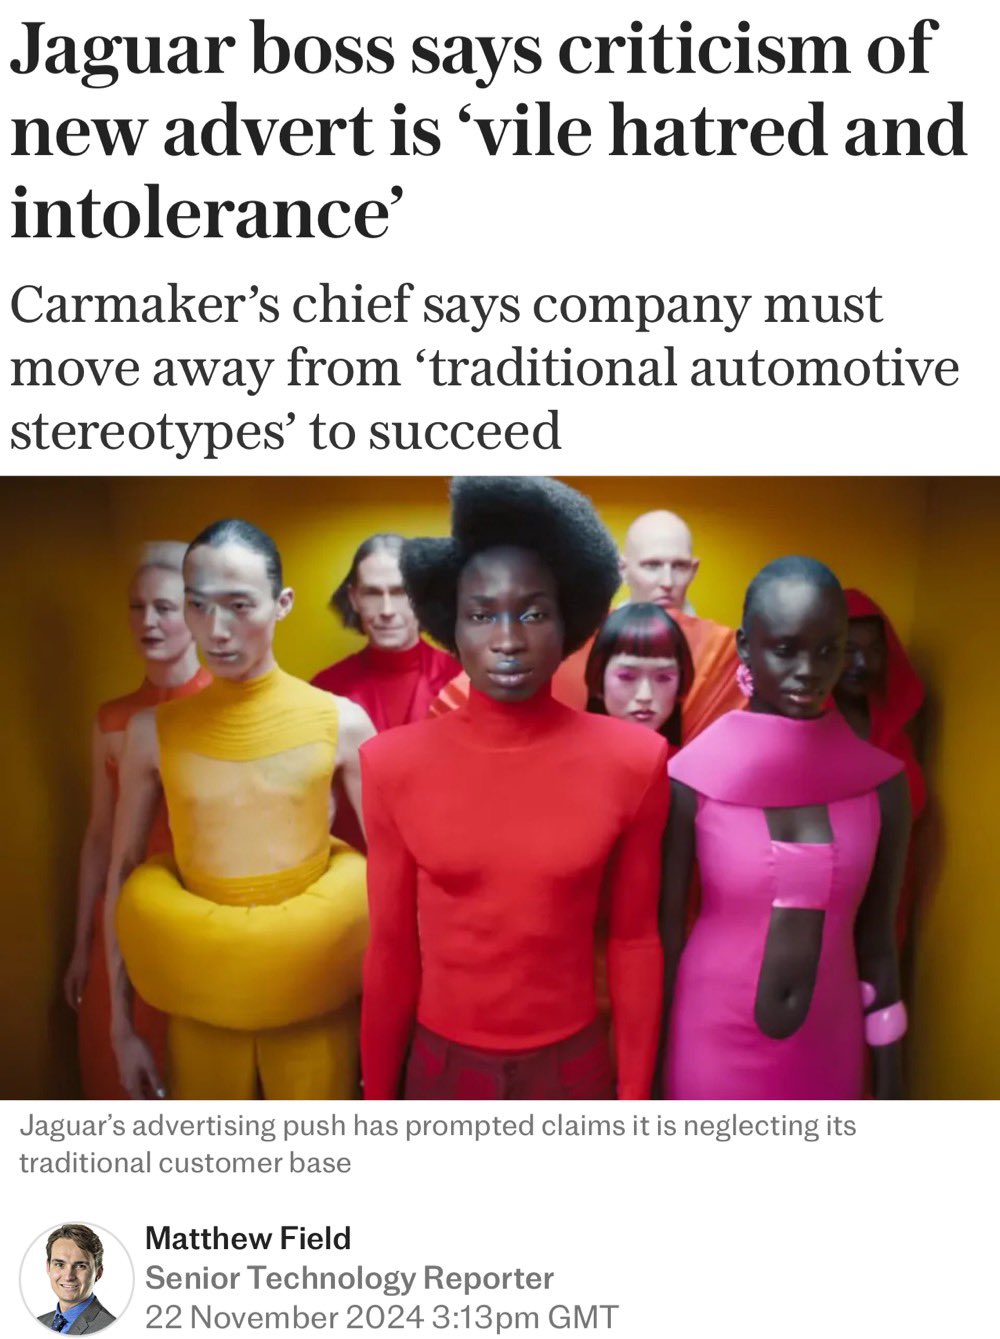 Jaguar boss says criticism of
new advert is ‘vile hatred and
intolerance’
Carmaker’s chief says company must
move away from ‘traditional automotive
stereotypes’ to succeed
Jaguar’s advertising push has prompted claims it is neglecting its
traditional customer base
Matthew Field
Senior Technology Reporter
22 November 2024 3:13pm GMT